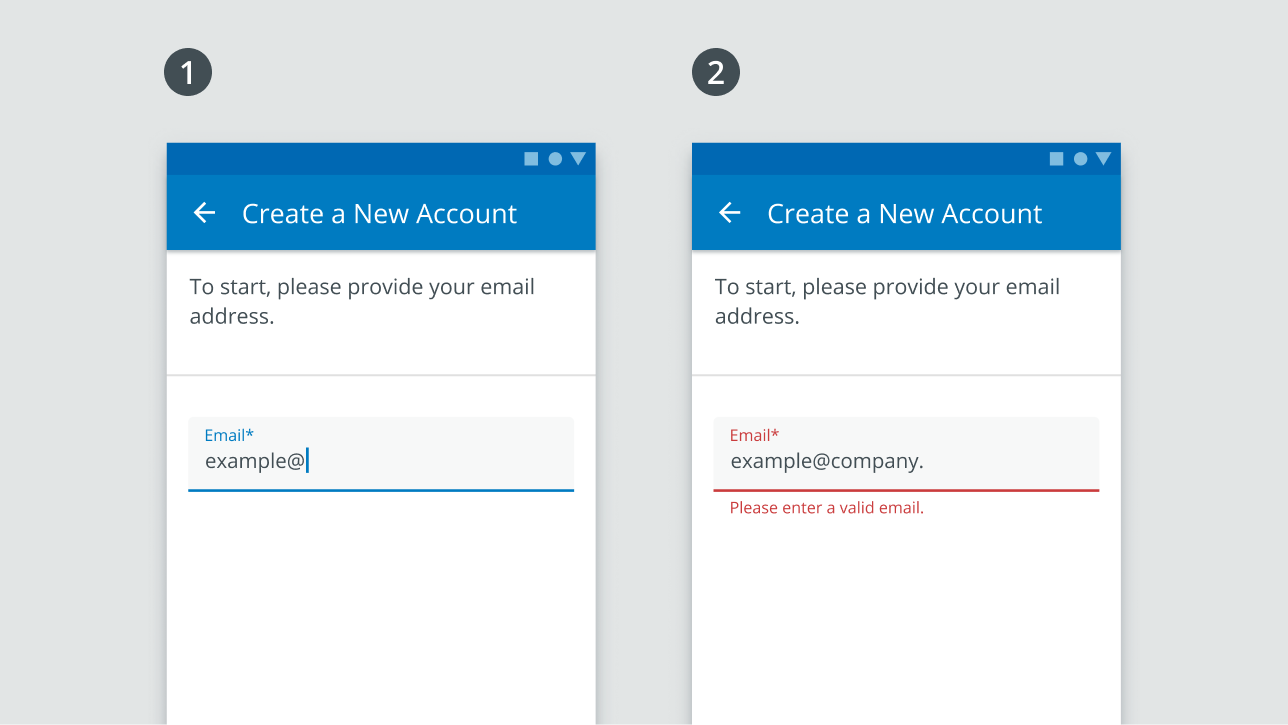 1
Create a New Account
To start, please provide your email
address.
Email*
example@
2
Create a New Account
To start, please provide your email
address.
Email*
example@company.
Please enter a valid email.